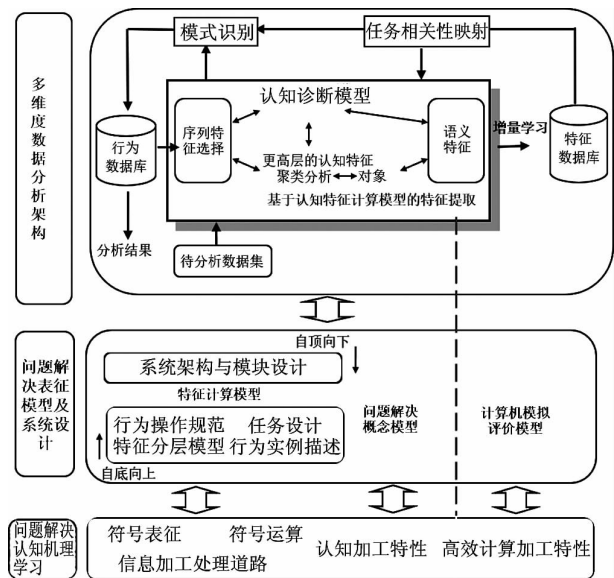 多维度数据分析架构
模式识别
任务相关性映射
认知诊断模型
序列特
征选择
语义
特征
更高层的认知特征
聚类分析
对象
基于认知特征计算模型的特征提取
行为
数据库
增量学习
特征
数据库
分析结果
待分析数据集
问题解
决表征
模型及
系统设
计
自顶向下
系统架构与模块设计
特征计算模型
行为操作规范 任务设计
特征分层模型 行为实例描述
自底向上
问题解决
概念模型
计算机模拟
评价模型
问题解决
认知机理
学习
符号表征 符号运算
信息加工处理道路
认知加工特性
高效计算加工特性